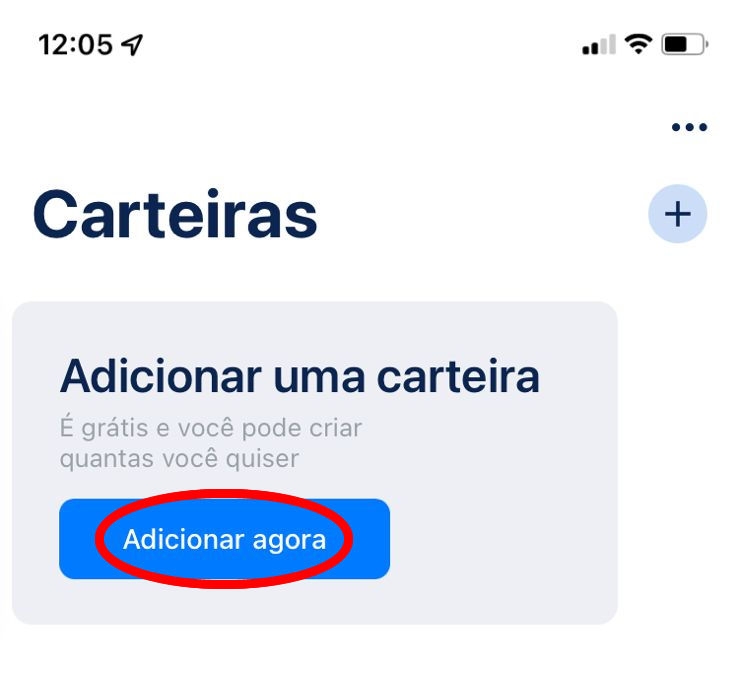 12:05
Carteiras
Adicionar uma carteira
É grátis e você pode criar
quantas você quiser
Adicionar agora